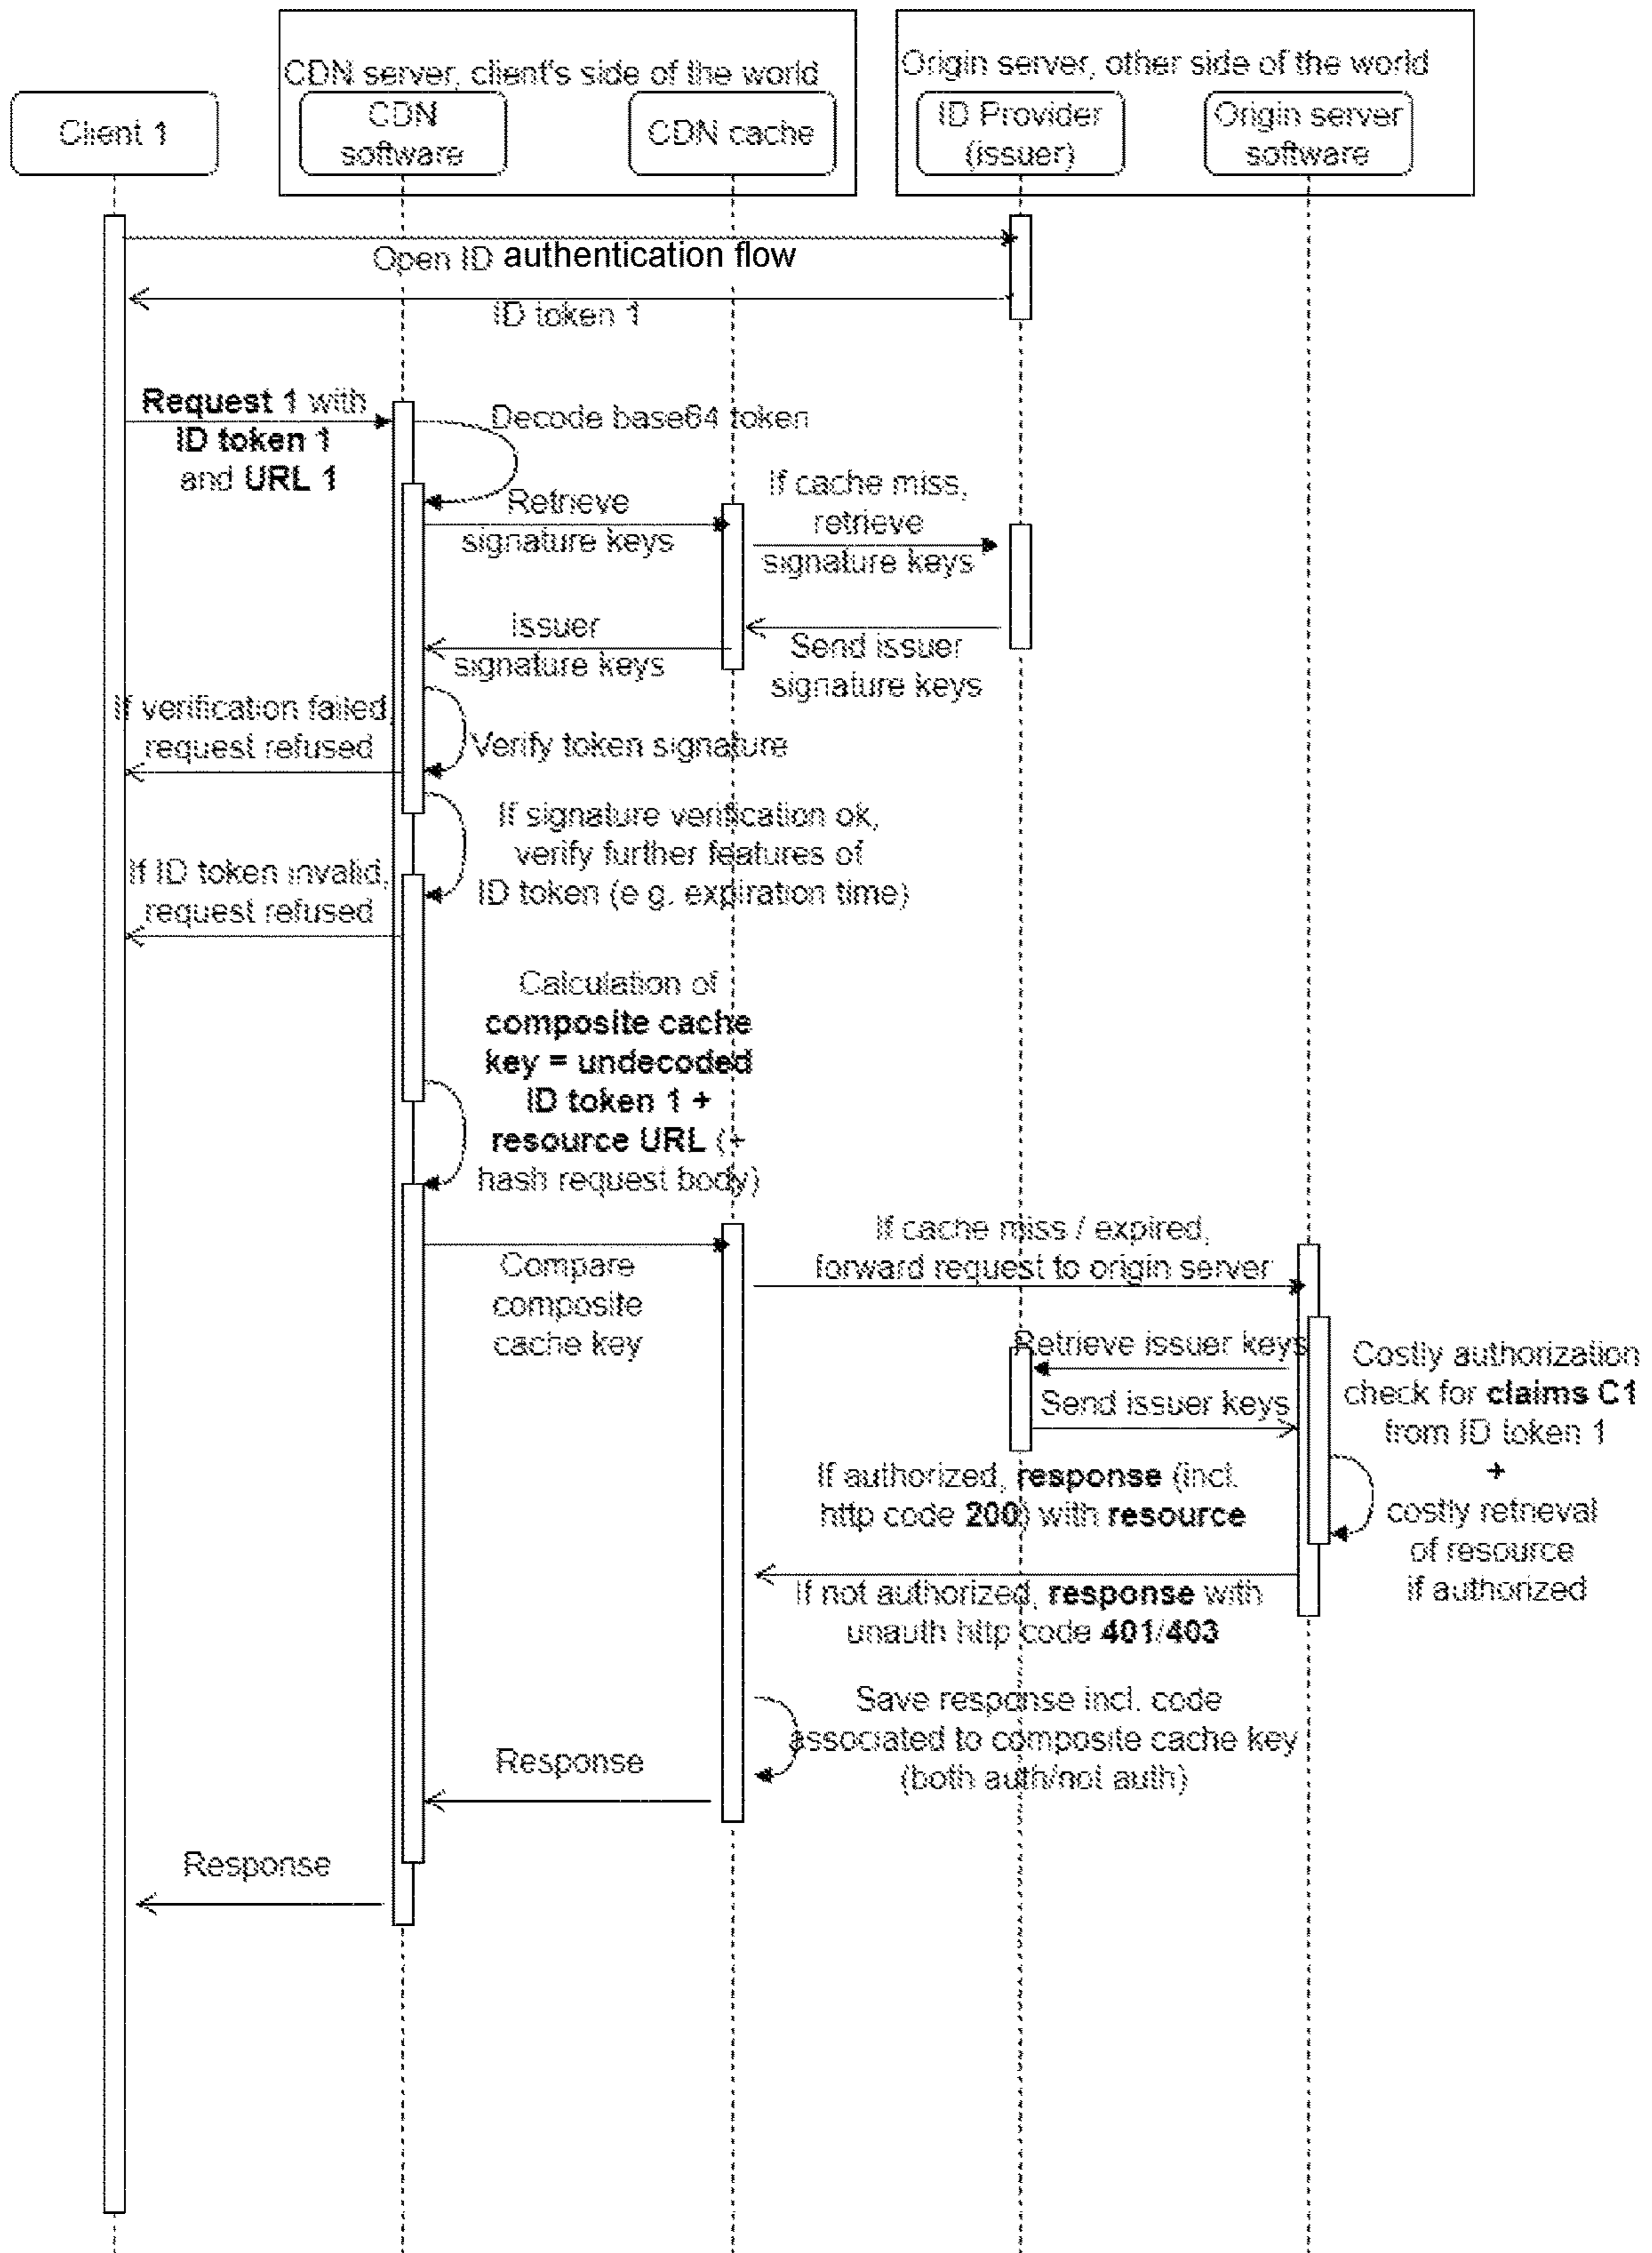 CDN server, client's side of the world
Origin server, other side of the world
Client 1
CDN
software
CDN cache
ID Provider
(issuer)
Origin server
software
Open ID authentication flow
ID token 1
Request 1 with
ID token 1
and URL 1
Decode base64 token
Retrieve
signature keys
If cache miss,
retrieve
signature keys
Issuer
signature keys
Send issuer
signature keys
If verification failed,
request refused
Verify token signature
If signature verification ok,
verify further features of
ID token (e g. expiration time)
If ID token invalid,
request refused
Calculation of
composite cache
key = undecoded
ID token 1 +
resource URL (+
hash request body)
Compare
composite
cache key
If cache miss / expired,
forward request to origin server
Retrieve issuer keys
Send issuer keys
Costly authorization
check for claims C1
from ID token 1
+
costly retrieval
of resource
if authorized
If authorized, response (incl.
http code 200) with resource
If not authorized, response with
unauth http code 401/403
Save response incl. code
associated to composite cache key
(both auth/not auth)
Response
Response